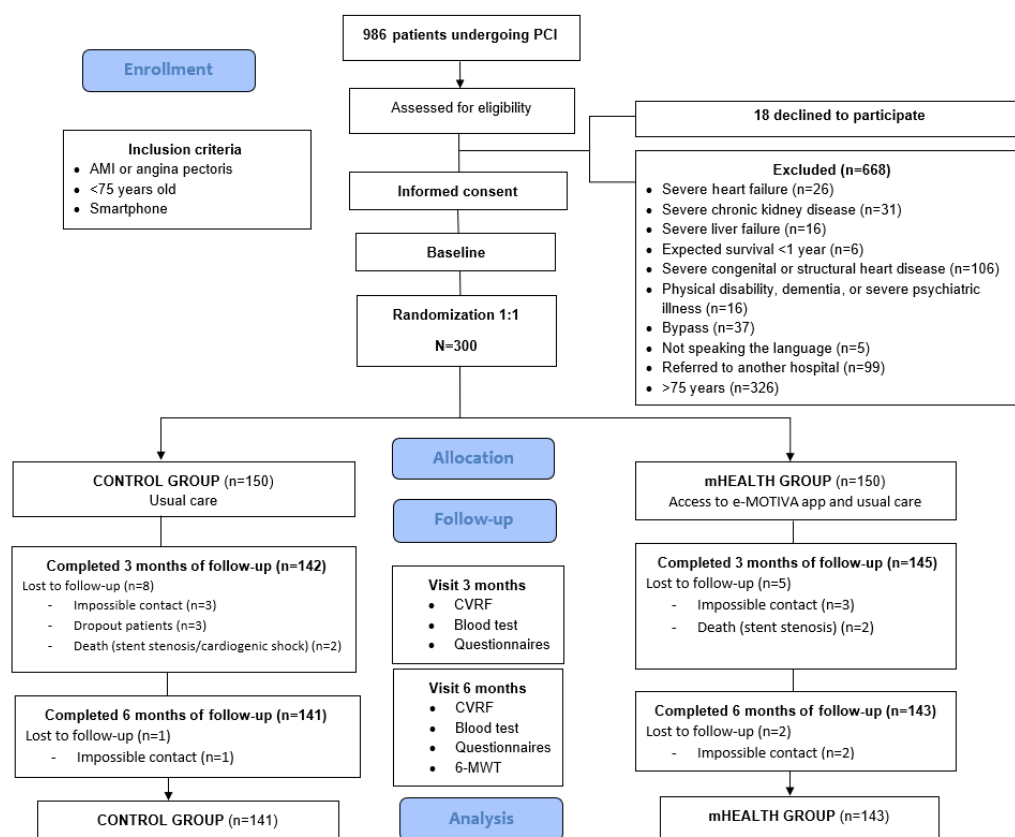 986 patients undergoing PCI
Enrollment
Assessed for eligibility
18 declined to participate
Inclusion criteria
• AMI or angina pectoris
• <75 years old
• Smartphone
Excluded (n=668)
• Severe heart failure (n=26)
• Severe chronic kidney disease (n=31)
• Severe liver failure (n=16)
• Expected survival <1 year (n=6)
• Severe congenital or structural heart disease (n=106)
• Physical disability, dementia, or severe psychiatric
illness (n=16)
• Bypass (n=37)
• Not speaking the language (n=5)
• Referred to another hospital (n=99)
• >75 years (n=326)
Informed consent
Baseline
Randomization 1:1
N=300
Allocation
CONTROL GROUP (n=150)
Usual care
mHEALTH GROUP (n=150)
Access to e-MOTIVA app and usual care
Follow-up
Completed 3 months of follow-up (n=142)
Lost to follow-up (n=8)
- Impossible contact (n=3)
- Dropout patients (n=3)
- Death (stent stenosis/cardiogenic shock) (n=2)
Visit 3 months
• CVRF
• Blood test
• Questionnaires
Completed 3 months of follow-up (n=145)
Lost to follow-up (n=5)
- Impossible contact (n=3)
- Death (stent stenosis) (n=2)
Completed 6 months of follow-up (n=141)
Lost to follow-up (n=1)
- Impossible contact (n=1)
Visit 6 months
• CVRF
• Blood test
• Questionnaires
• 6-MWT
Completed 6 months of follow-up (n=143)
Lost to follow-up (n=2)
- Impossible contact (n=2)
CONTROL GROUP (n=141)
Analysis
mHEALTH GROUP (n=143)